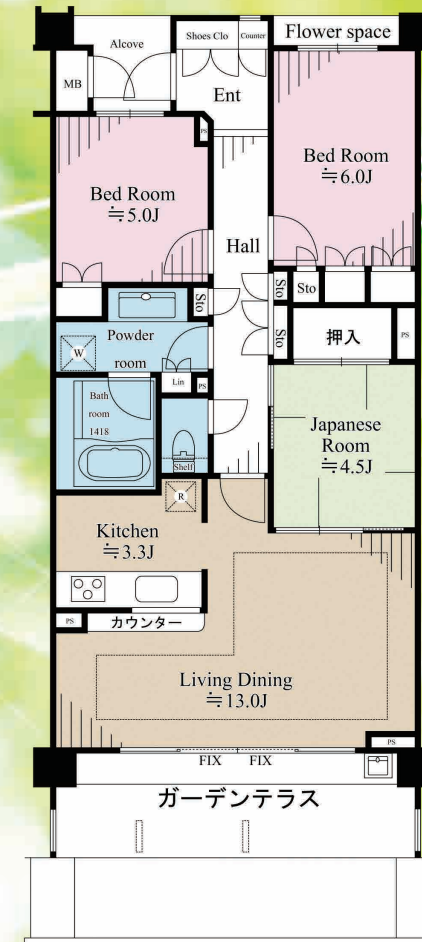 Alcove
Shoes Clo
Counter
Flower space
MB
Ent
PS
Bed Room
≒5.0J
Bed Room
≒6.0J
Hall
Sto
Sto
Sto
Powder
room
W
Sto
押入
PS
Lin
PS
Bath
room
1418
Shelf
Japanese
Room
≒4.5J
R
Kitchen
≒3.3J
PS
カウンター
Living Dining
≒13.0J
PS
FIX
FIX
ガーデンテラス